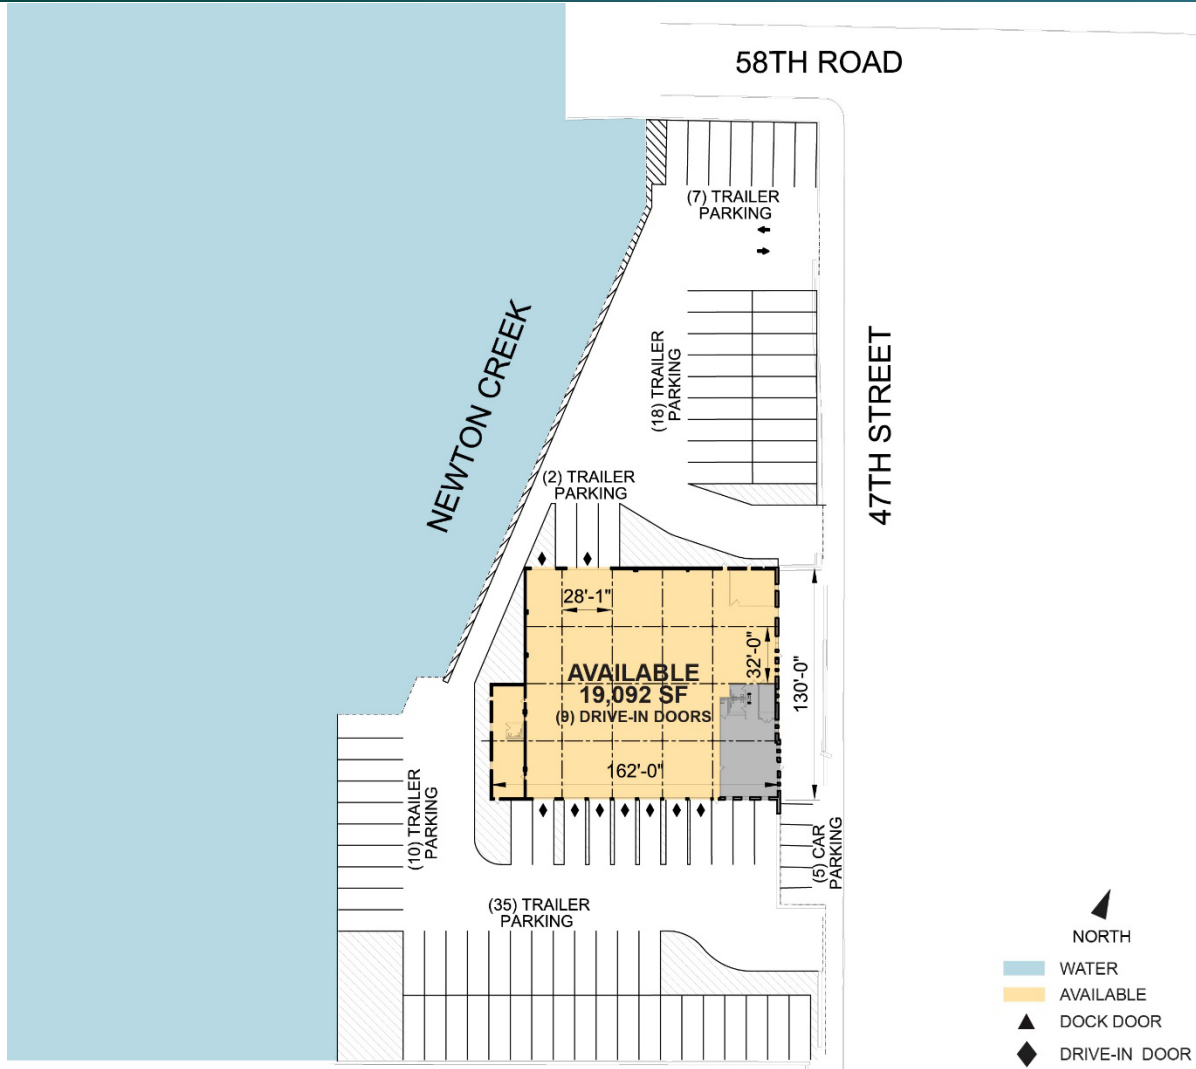 58TH ROAD
(7) TRAILER
PARKING
NEWTON CREEK
(18) TRAILER
PARKING
47TH STREET
(2) TRAILER
PARKING
28'-1"
32'-0"
130'-0"
AVAILABLE
19,092 SF
(9) DRIVE-IN DOORS
162'-0"
(10) TRAILER
PARKING
(5) CAR
PARKING
(35) TRAILER
PARKING
NORTH
WATER
AVAILABLE
DOCK DOOR
DRIVE-IN DOOR